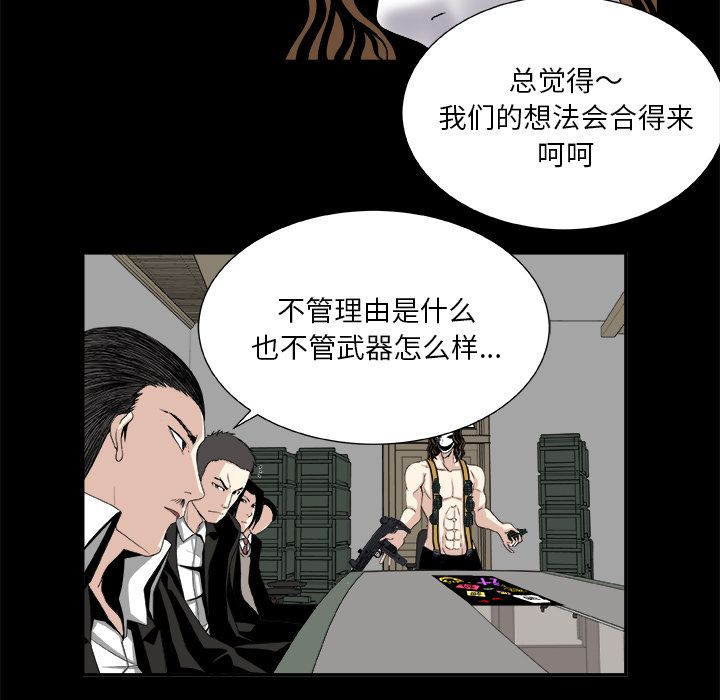 总觉得～
我们的想法会合得来
呵呵
不管理由是什么
也不管武器怎么样...